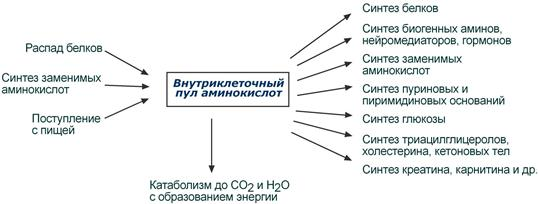 Распад белков
Синтез заменимых
аминокислот
Поступление
с пищей
Внутриклеточный
пул аминокислот
Катаболизм до CO2 и H2O
с образованием энергии
Синтез белков
Синтез биогенных аминов,
нейромедиаторов, гормонов
Синтез заменимых
аминокислот
Синтез пуриновых и
пиримидиновых оснований
Синтез глюкозы
Синтез триацилглицеролов,
холестерина, кетоновых тел
Синтез креатина, карнитина и др.